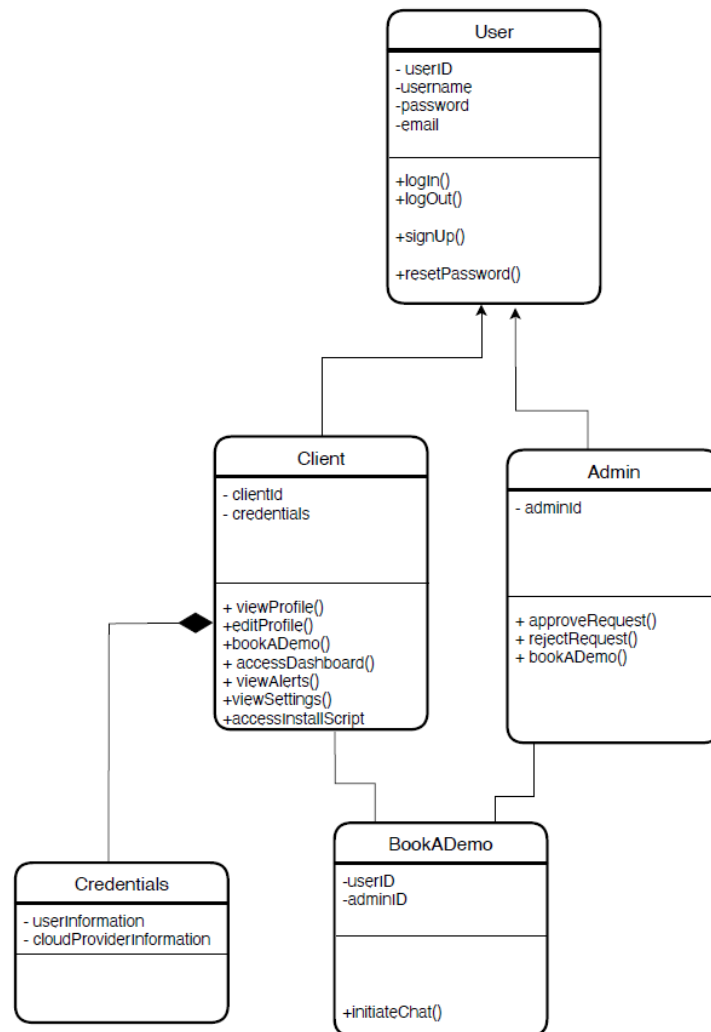 User
- userID
-username
-password
-email
+logIn()
+logOut()
+signUp()
+resetPassword()
Client
- clientId
- credentials
+ viewProfile()
+editProfile()
+bookADemo()
+ accessDashboard()
+ viewAlerts()
+viewSettings()
+accessInstallScript
Admin
- adminId
+ approveRequest()
+ rejectRequest()
+ bookADemo()
Credentials
- userInformation
- cloudProviderInformation
BookADemo
-userID
-adminID
+initiateChat()